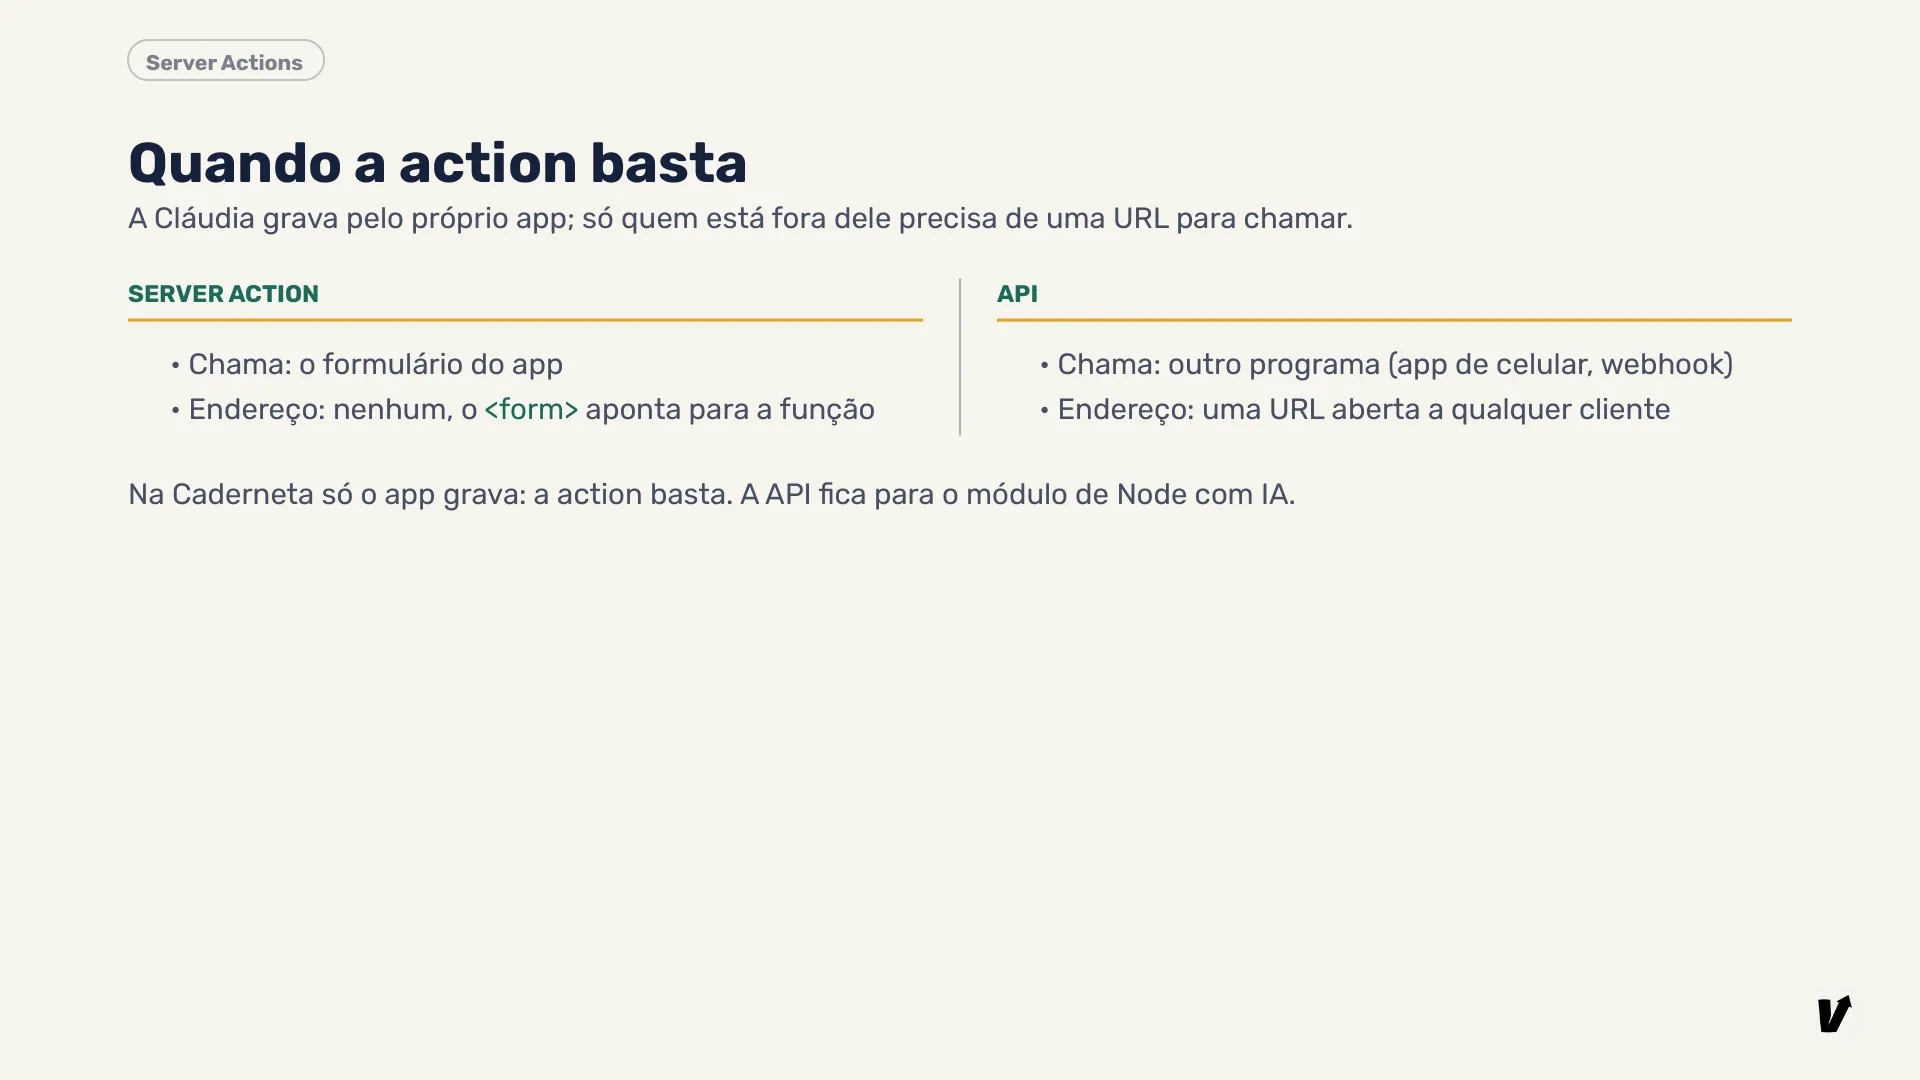 Server Actions
Quando a action basta
A Cláudia grava pelo próprio app; só quem está fora dele precisa de uma URL para chamar.
SERVER ACTION
• Chama: o formulário do app
• Endereço: nenhum, o <form> aponta para a função
API
• Chama: outro programa (app de celular, webhook)
• Endereço: uma URL aberta a qualquer cliente
Na Caderneta só o app grava: a action basta. A API fica para o módulo de Node com IA.